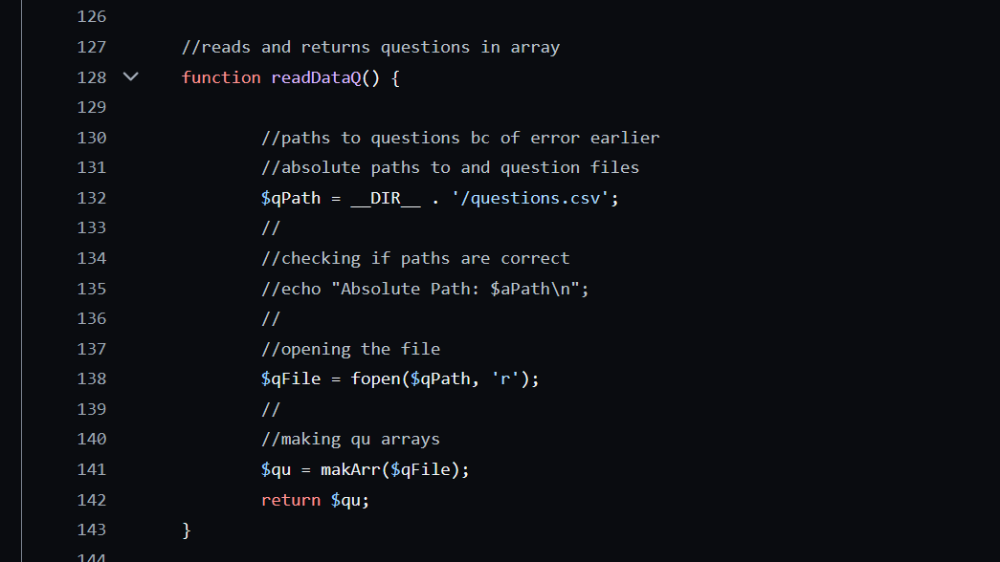 126
127 //reads and returns questions in array
128 function readDataQ() {
129
130 //paths to questions bc of error earlier
131 //absolute paths to and question files
132 $qPath = __DIR__ . '/questions.csv';
133 //
134 //checking if paths are correct
135 //echo "Absolute Path: $aPath\n";
136 //
137 //opening the file
138 $qFile = fopen($qPath, 'r');
139 //
140 //making qu arrays
141 $qu = makArr($qFile);
142 return $qu;
143 }
144